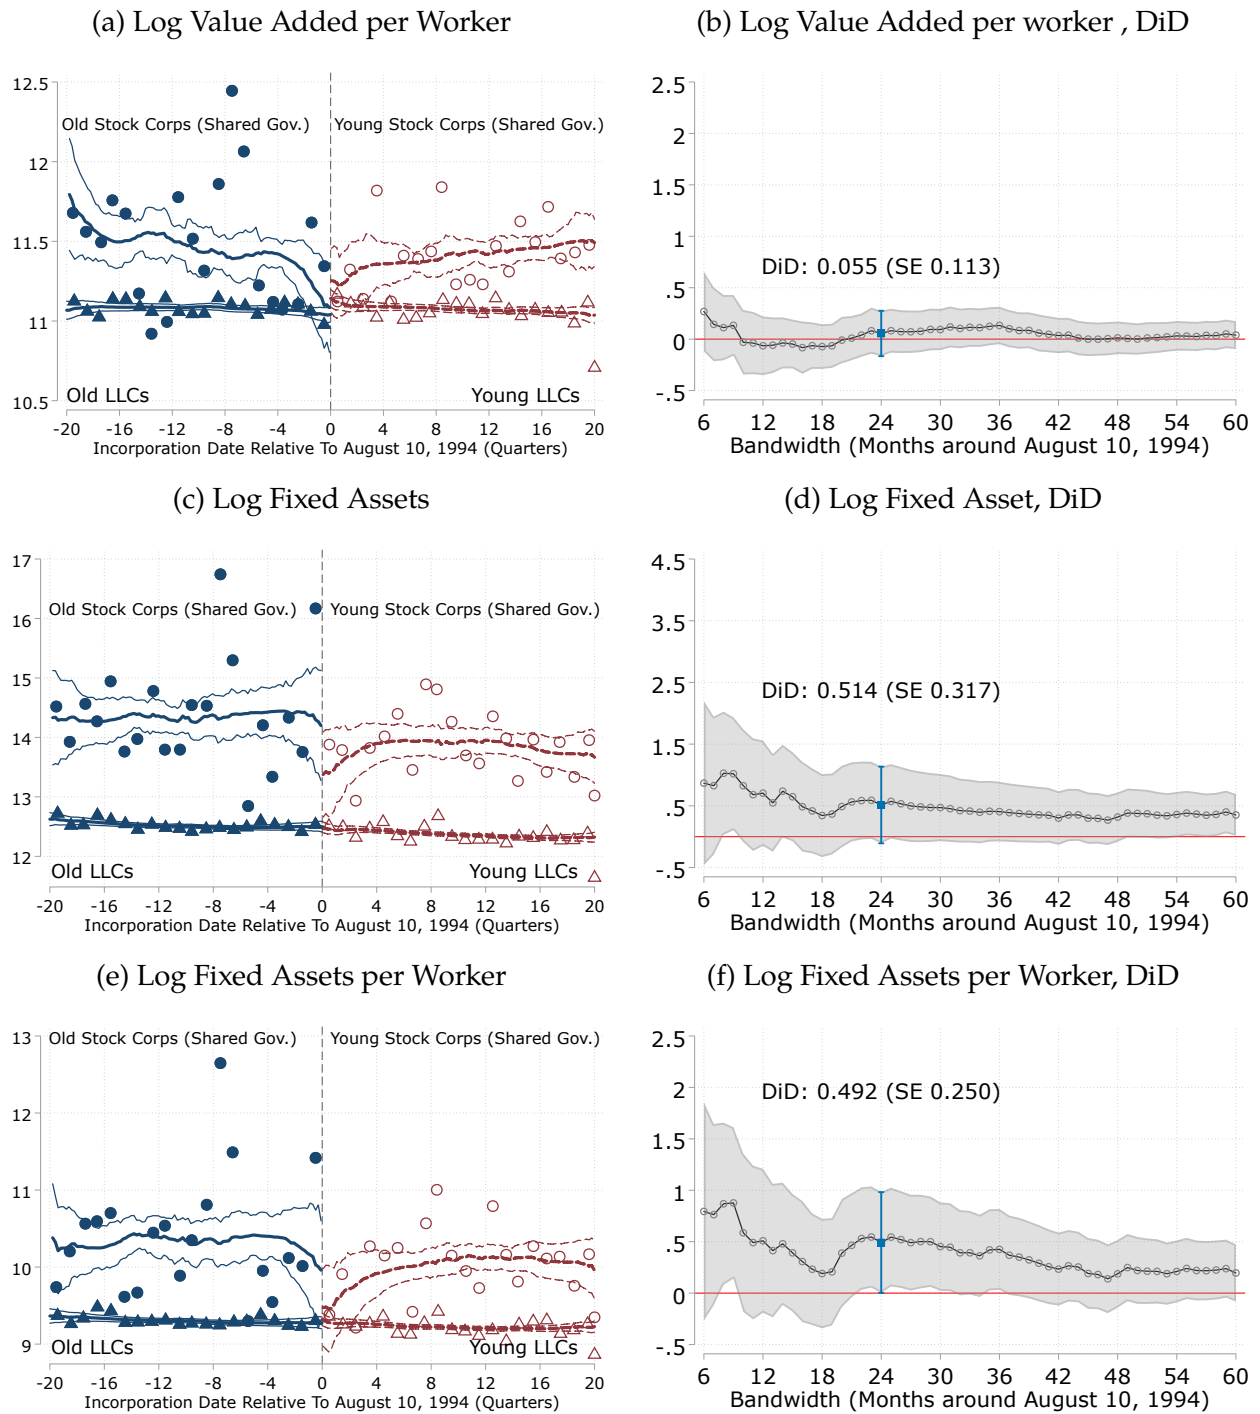 (a) Log Value Added per Worker
12.5
Old Stock Corps (Shared Gov.) Young Stock Corps (Shared Gov.)
12
11.5
11
Old LLCs Young LLCs
10.5
-20 -16 -12 -8 -4 0 4 8 12 16 20
Incorporation Date Relative To August 10, 1994 (Quarters)
(b) Log Value Added per worker , DiD
2.5
2
1.5
1
DiD: 0.055 (SE 0.113)
.5
0
-.5
6 12 18 24 30 36 42 48 54 60
Bandwidth (Months around August 10, 1994)
(c) Log Fixed Assets
17
Old Stock Corps (Shared Gov.) Young Stock Corps (Shared Gov.)
16
15
14
13
12
Old LLCs Young LLCs
-20 -16 -12 -8 -4 0 4 8 12 16 20
Incorporation Date Relative To August 10, 1994 (Quarters)
(d) Log Fixed Asset, DiD
4.5
3.5
2.5
DiD: 0.514 (SE 0.317)
1.5
.5
-.5
6 12 18 24 30 36 42 48 54 60
Bandwidth (Months around August 10, 1994)
(e) Log Fixed Assets per Worker
13
Old Stock Corps (Shared Gov.) Young Stock Corps (Shared Gov.)
12
11
10
9
Old LLCs Young LLCs
-20 -16 -12 -8 -4 0 4 8 12 16 20
Incorporation Date Relative To August 10, 1994 (Quarters)
(f) Log Fixed Assets per Worker, DiD
2.5
2
DiD: 0.492 (SE 0.250)
1.5
1
.5
0
-.5
6 12 18 24 30 36 42 48 54 60
Bandwidth (Months around August 10, 1994)